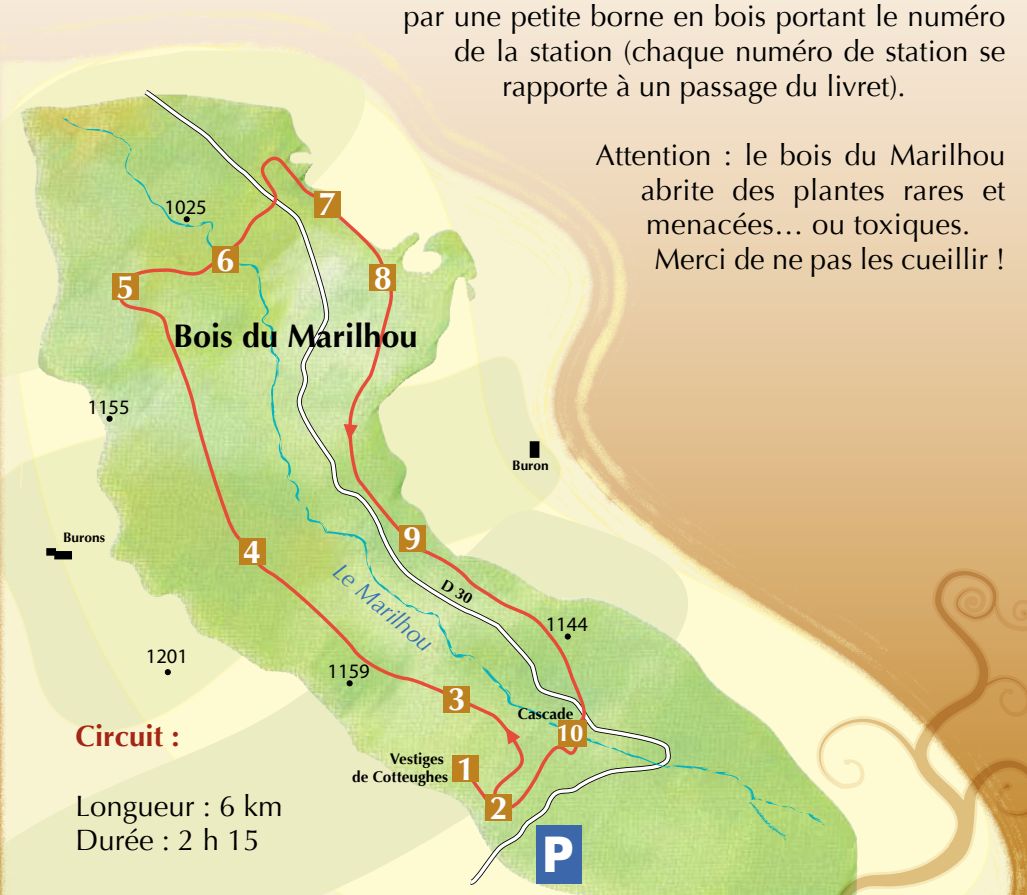 par une petite borne en bois portant le numéro
de la station (chaque numéro de station se
rapporte à un passage du livret).
Attention : le bois du Marilhou
abrite des plantes rares et
menacées... ou toxiques.
Merci de ne pas les cueillir !
1025
7
6
8
5
Bois du Marilhou
1155
Buron
Burons
9
4
D 30
Le Marilhou
1144
1201
1159
3
Cascade
10
Circuit :
Vestiges
de Cotteughes
1
2
Longueur : 6 km
Durée : 2 h 15
P